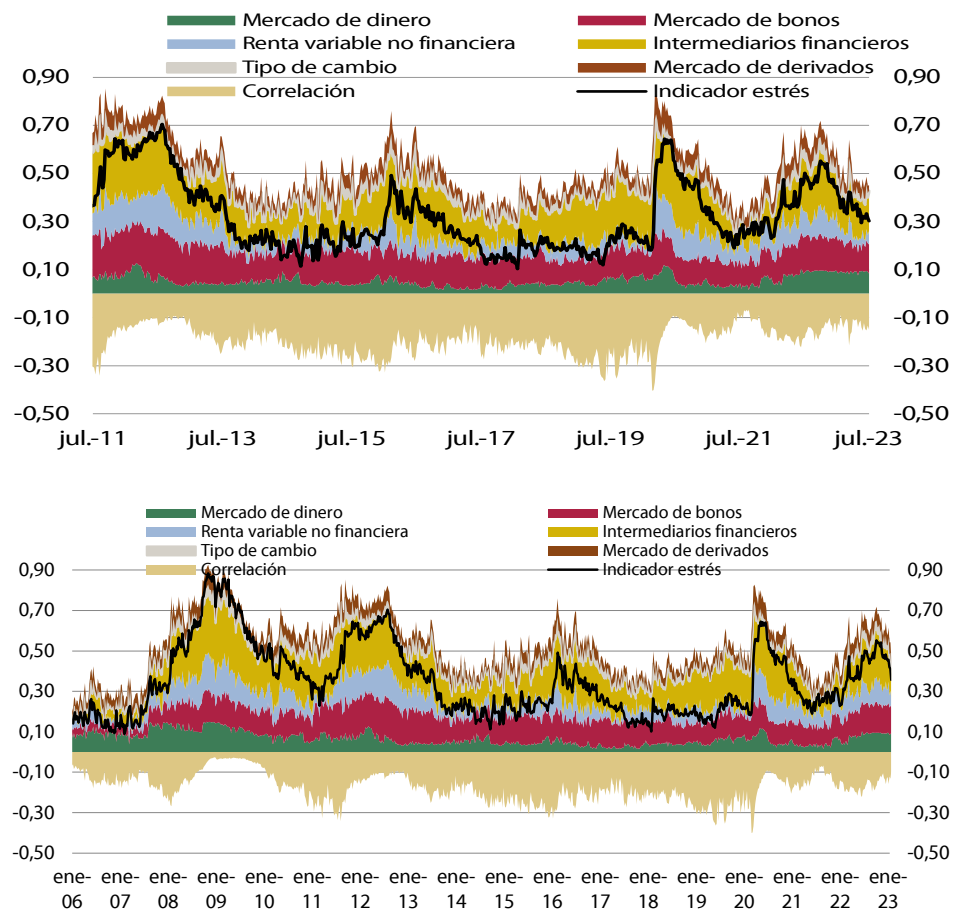 Mercado de dinero
Mercado de bonos
Renta variable no financiera
Intermediarios financieros
Tipo de cambio
Mercado de derivados
Correlación
Indicador estrés
0,90 0,90
0,70 0,70
0,50 0,50
0,30 0,30
0,10 0,10
-0,10 -0,10
-0,30 -0,30
-0,50 -0,50
jul.-11 jul.-13 jul.-15 jul.-17 jul.-19 jul.-21 jul.-23
Mercado de dinero
Mercado de bonos
Renta variable no financiera
Intermediarios financieros
Tipo de cambio
Mercado de derivados
Correlación
Indicador estrés
0,90 0,90
0,70 0,70
0,50 0,50
0,30 0,30
0,10 0,10
-0,10 -0,10
-0,30 -0,30
-0,50 -0,50
ene- ene- ene- ene- ene- ene- ene- ene- ene- ene- ene- ene- ene- ene- ene- ene- ene- ene-
06 07 08 09 10 11 12 13 14 15 16 17 18 19 20 21 22 23